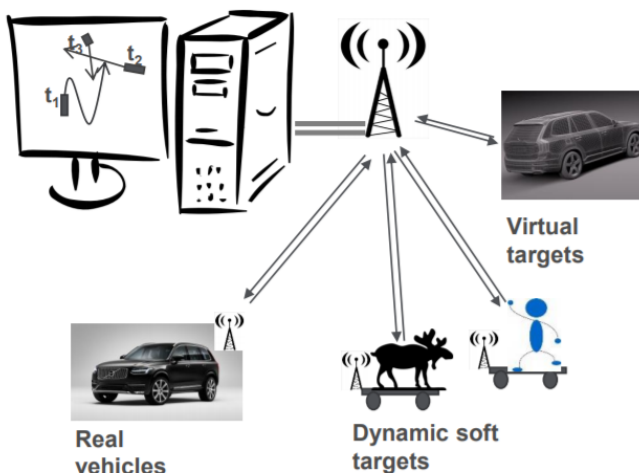 t3
t2
t1
Virtual
targets
Real
vehicles
Dynamic soft
targets